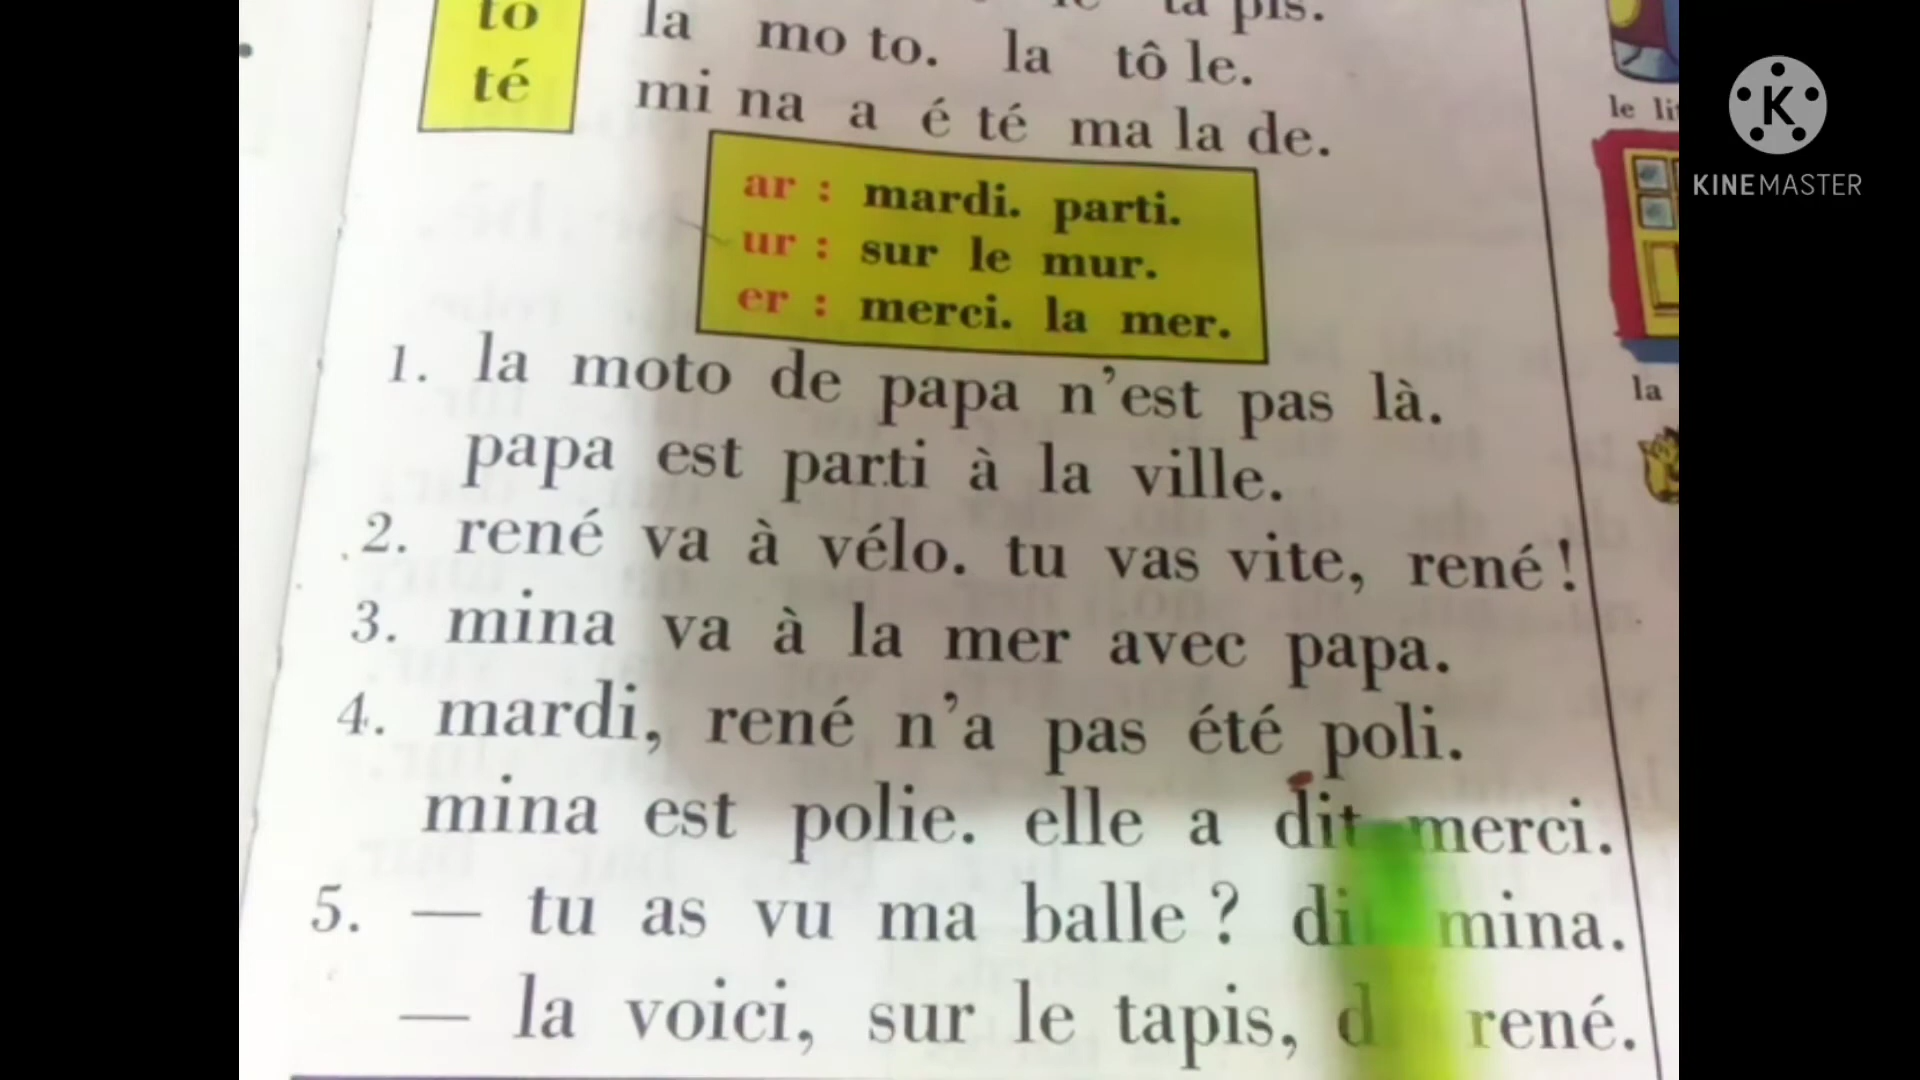 to
la mo to. la tô le.
té
mi na a é té ma la de.
ar : mardi. parti.
ur : sur le mur.
er : merci. la mer.
1. la moto de papa n'est pas là.
papa est parti à la ville.
2. rené va à vélo. tu vas vite, rené !
3. mina va à la mer avec papa.
4. mardi, rené n'a pas été poli.
mina est polie. elle a dit merci.
5. — tu as vu ma balle ? mina.
— la voici, sur le tapis, rené.
le
la
KINEMASTER